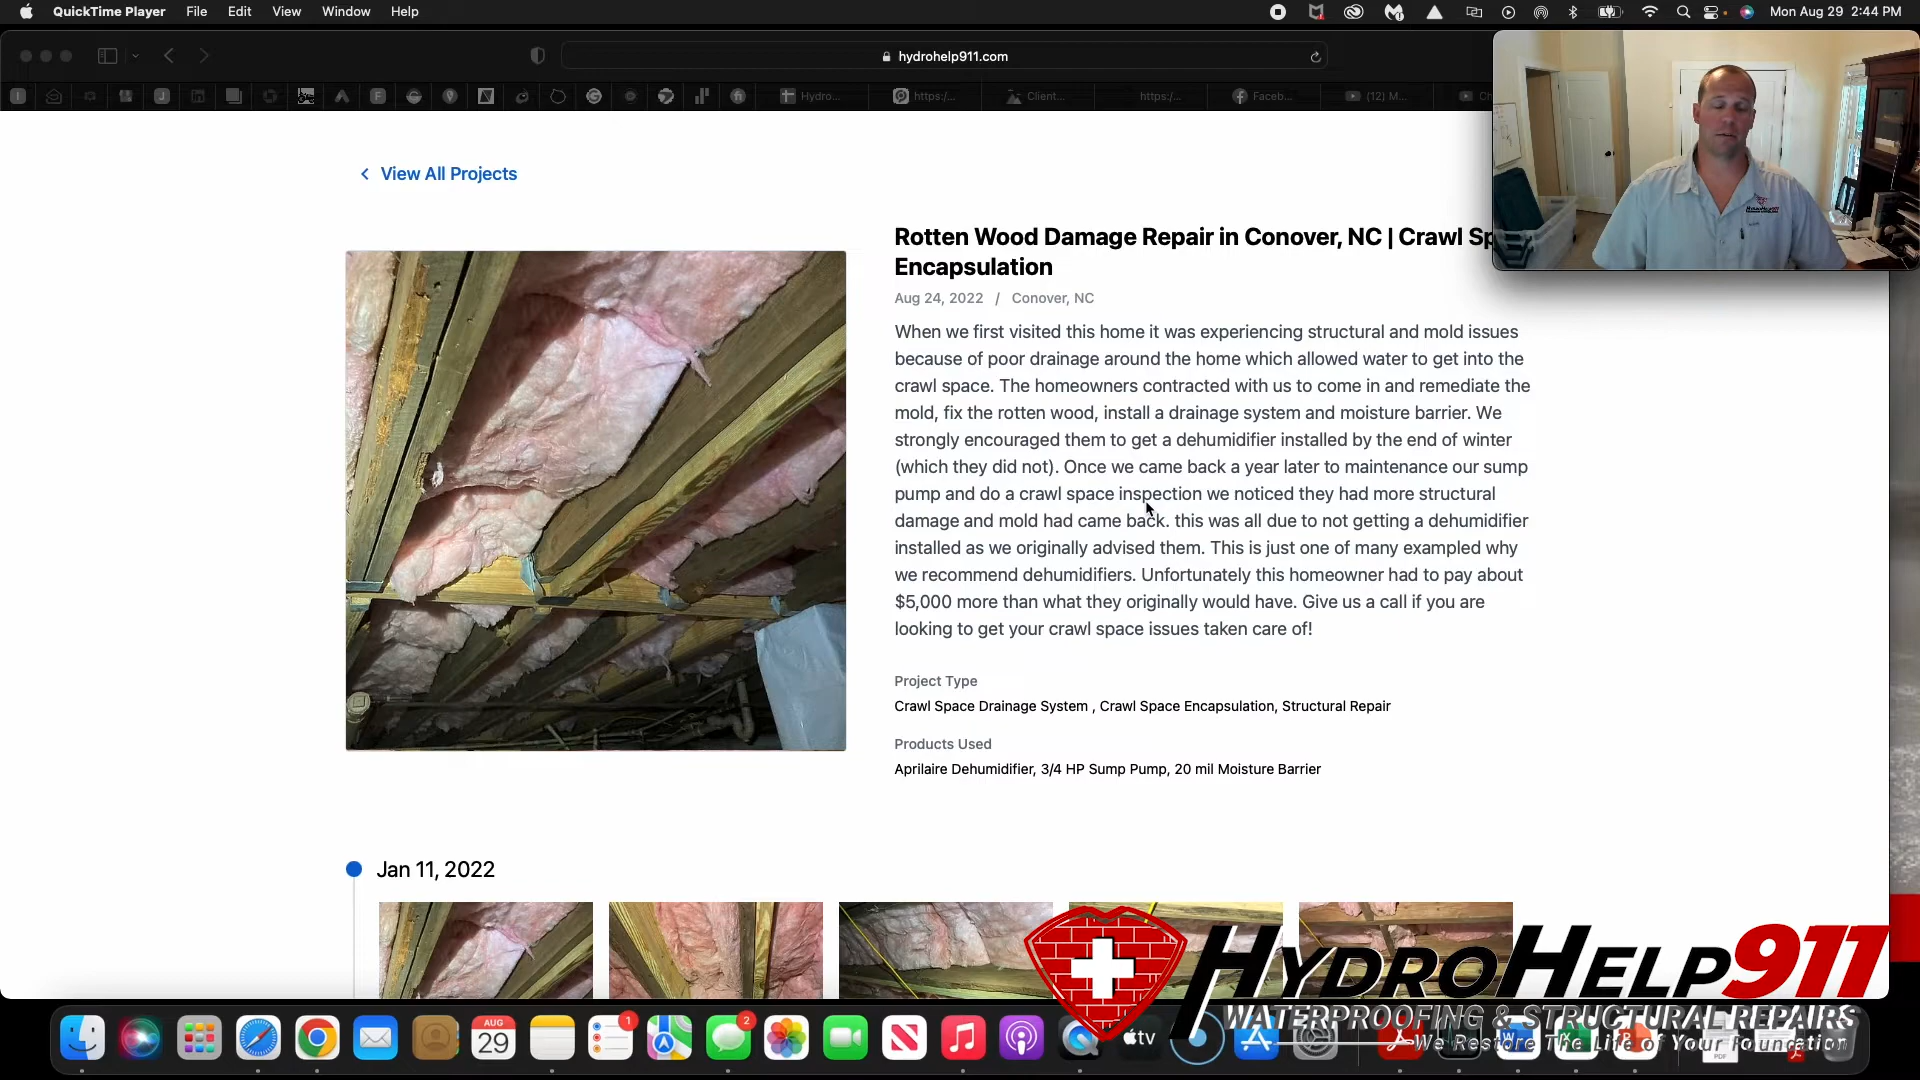 QuickTime Player File Edit View Window Help Mon Aug 29 2:44 PM
hydrohelp911.com
Hydro... https:/... Client... https:/... Faceb... (12) M... Ch
View All Projects
Rotten Wood Damage Repair in Conover, NC | Crawl Sp
Encapsulation
Aug 24, 2022 / Conover, NC
When we first visited this home it was experiencing structural and mold issues
because of poor drainage around the home which allowed water to get into the
crawl space. The homeowners contracted with us to come in and remediate the
mold, fix the rotten wood, install a drainage system and moisture barrier. We
strongly encouraged them to get a dehumidifier installed by the end of winter
(which they did not). Once we came back a year later to maintenance our sump
pump and do a crawl space inspection we noticed they had more structural
damage and mold had came back. this was all due to not getting a dehumidifier
installed as we originally advised them. This is just one of many exampled why
we recommend dehumidifiers. Unfortunately this homeowner had to pay about
$5,000 more than what they originally would have. Give us a call if you are
looking to get your crawl space issues taken care of!
Project Type
Crawl Space Drainage System , Crawl Space Encapsulation, Structural Repair
Products Used
Aprilaire Dehumidifier, 3/4 HP Sump Pump, 20 mil Moisture Barrier
Jan 11, 2022
HYDROHELP911
WATERPROOFING & STRUCTURAL REPAIRS
We Restore The Life of Your Foundation
AUG
29
1
2
tv
PDF